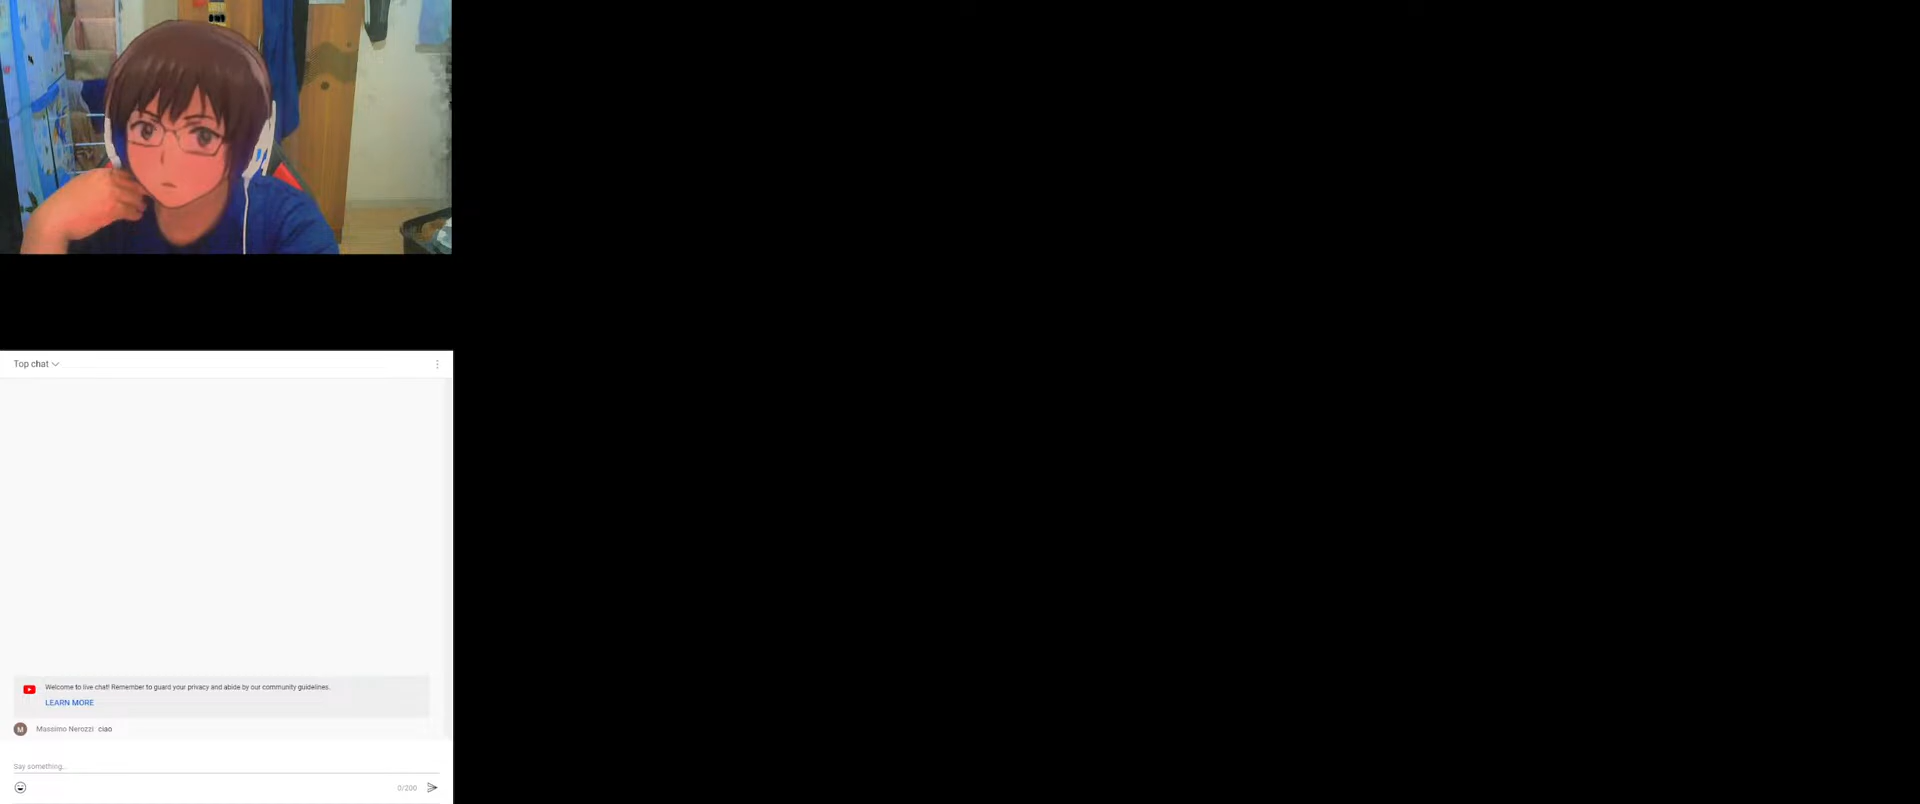 Top chat
Welcome to live chat! Remember to guard your privacy and abide by our community guidelines.
LEARN MORE
M Massimo Nerozzi ciao
Say something...
0/200